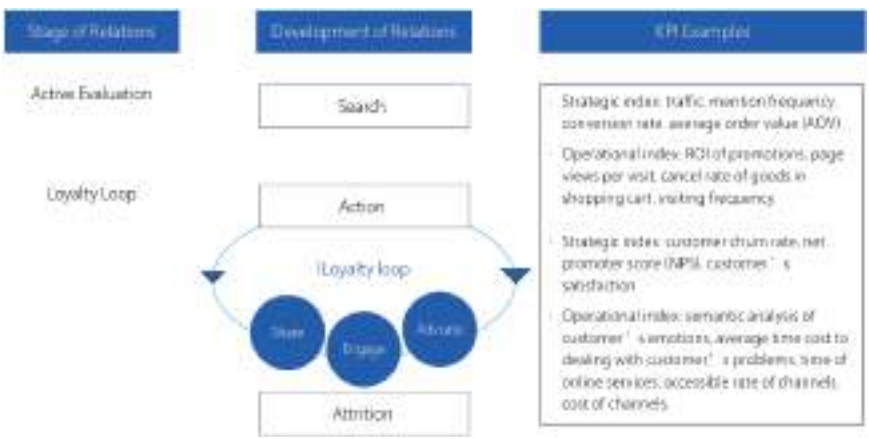 Stage of Relations
Development of Relations
KPI Examples
Active Evaluation
Search
Strategic index: traffic, mention frequency,
conversion rate, average order value (AOV)
Operational index: ROI of promotions, page
views per visit, cancel rate of goods in
shopping cart, visiting frequency
Loyalty Loop
Action
(Loyalty loop
Share
Engage
Advance
Strategic index: customer churn rate, net
promoter score (NPS), customer's
satisfaction
Operational index: semantic analysis of
customer's emotions, average time cost to
dealing with customer's problems, time of
online services, accessible rate of channels,
cost of channels
Attrition